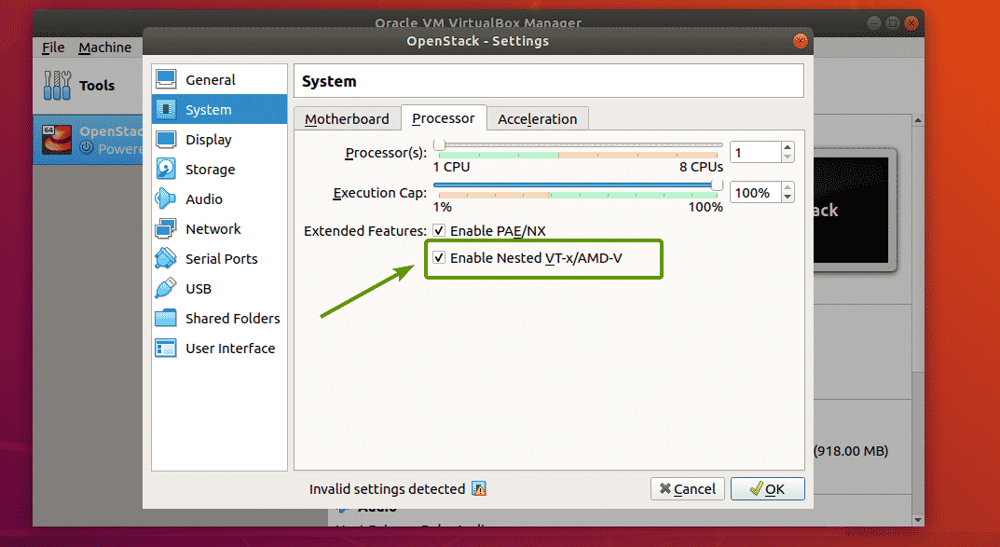 Oracle VM VirtualBox Manager
OpenStack - Settings
File Machine
Tools
64
OpenStac
Powere
General
System
Display
Storage
Audio
Network
Serial Ports
USB
Shared Folders
User Interface
System
Motherboard Processor Acceleration
Processor(s): 1
1 CPU 8 CPUs
Execution Cap: 100%
1% 100%
Extended Features: Enable PAE/NX
Enable Nested VT-x/AMD-V
ack
(918.00 MB)
Invalid settings detected Cancel OK
Audio